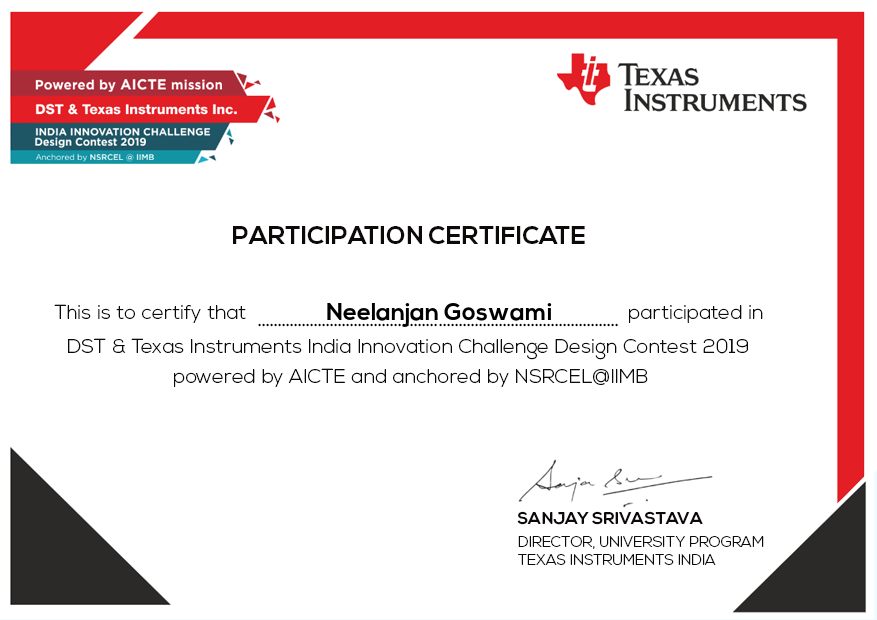 Powered by AICTE mission
DST & Texas Instruments Inc.
INDIA INNOVATION CHALLENGE
Design Contest 2019
Anchored by NSRCEL @ IIMB
TEXAS
INSTRUMENTS
PARTICIPATION CERTIFICATE
This is to certify that Neelanjan Goswami participated in
DST & Texas Instruments India Innovation Challenge Design Contest 2019
powered by AICTE and anchored by NSRCEL@IIMB
SANJAY SRIVASTAVA
DIRECTOR, UNIVERSITY PROGRAM
TEXAS INSTRUMENTS INDIA